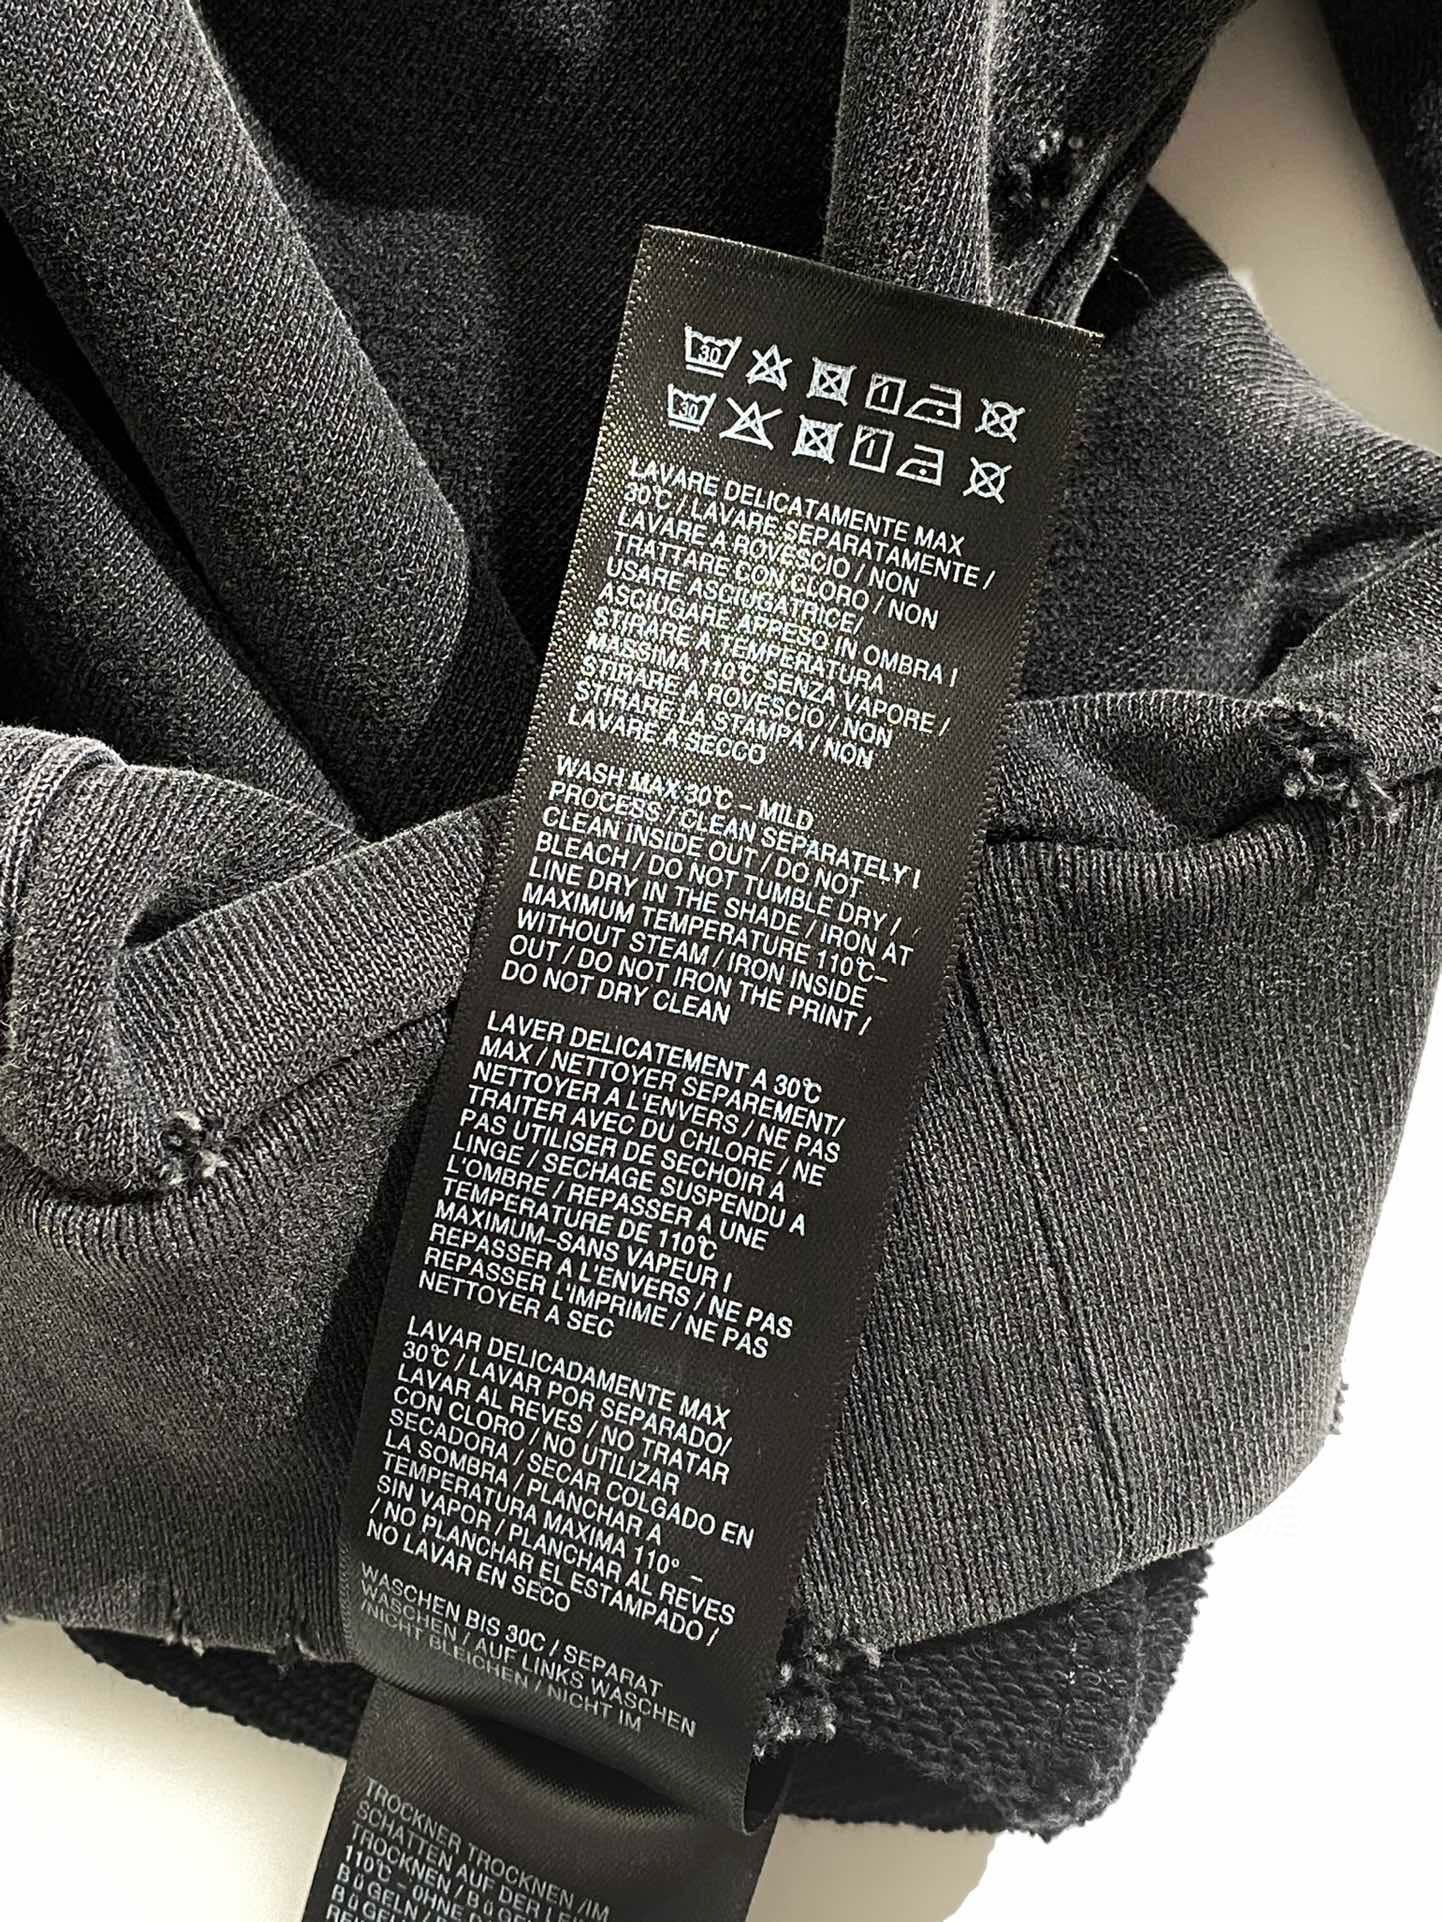 30
30
LAVARE DELICATAMENTE MAX
30°C / LAVARE SEPARATAMENTE /
LAVARE A ROVESCIO / NON
TRATTARE CON CLORO / NON
USARE ASCIUGATRICE/
ASCIUGARE APPESO IN OMBRA I
STIRARE A TEMPERATURA
MASSIMA 110°C SENZA VAPORE /
STIRARE A ROVESCIO / NON
STIRARE LA STAMPA / NON
LAVARE A SECCO
WASH MAX 30°C - MILD
PROCESS / CLEAN SEPARATELY I
CLEAN INSIDE OUT / DO NOT
BLEACH / DO NOT TUMBLE DRY /
LINE DRY IN THE SHADE / IRON AT
MAXIMUM TEMPERATURE 110°C-
WITHOUT STEAM / IRON INSIDE
OUT / DO NOT IRON THE PRINT /
DO NOT DRY CLEAN
LAVER DELICATEMENT A 30°C
MAX / NETTOYER SEPAREMENT/
NETTOYER A L'ENVERS / NE PAS
TRAITER AVEC DU CHLORE / NE
PAS UTILISER DE SECHOIR A
LINGE / SECHAGE SUSPENDU A
L'OMBRE / REPASSER A UNE
TEMPERATURE DE 110°C
MAXIMUM-SANS VAPEUR I
REPASSER A L'ENVERS / NE PAS
REPASSER L'IMPRIME / NE PAS
NETTOYER A SEC
LAVAR DELICADAMENTE MAX
30°C / LAVAR POR SEPARADO/
LAVAR AL REVES / NO TRATAR
CON CLORO / NO UTILIZAR
SECADORA / SECAR COLGADO EN
LA SOMBRA / PLANCHAR A
TEMPERATURA MAXIMA 110° -
SIN VAPOR / PLANCHAR AL REVES
/ NO PLANCHAR EL ESTAMPADO /
NO LAVAR EN SECO
WASCHEN BIS 30C / SEPARAT
WASCHEN / AUF LINKS WASCHEN
/NICHT BLEICHEN / NICHT IM
TROCKNER TROCKNEN /IM
SCHATTEN AUF DER
TROCKNEN /
110°C - OHNE
BüGELN /